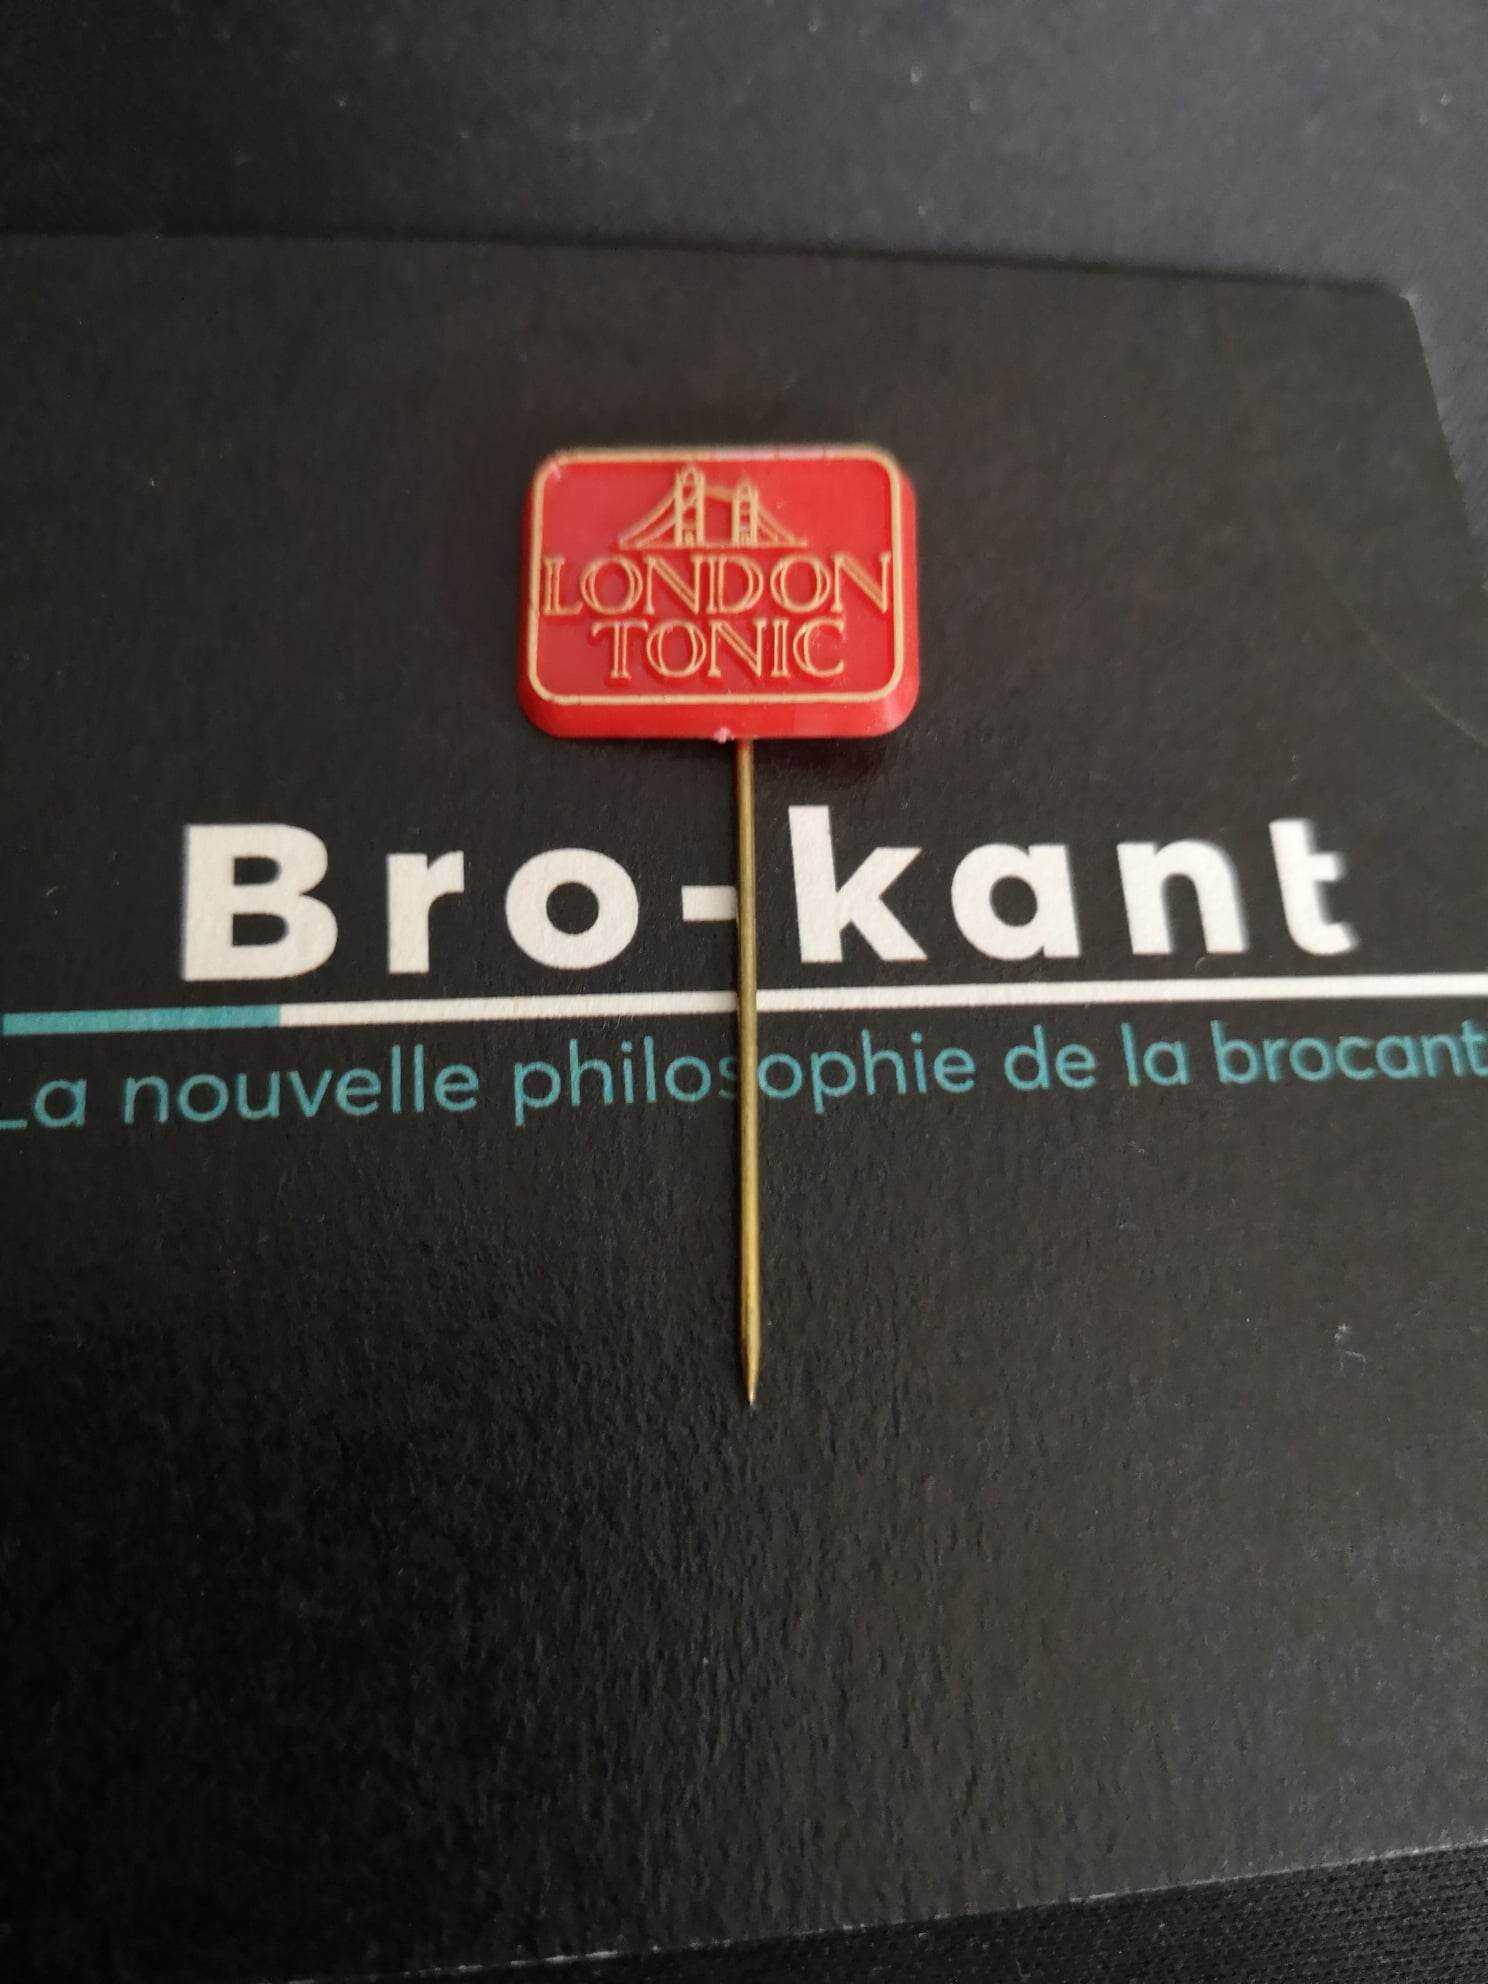 LONDON
TONIC
Bro-kant
La nouvelle philosophie de la brocant